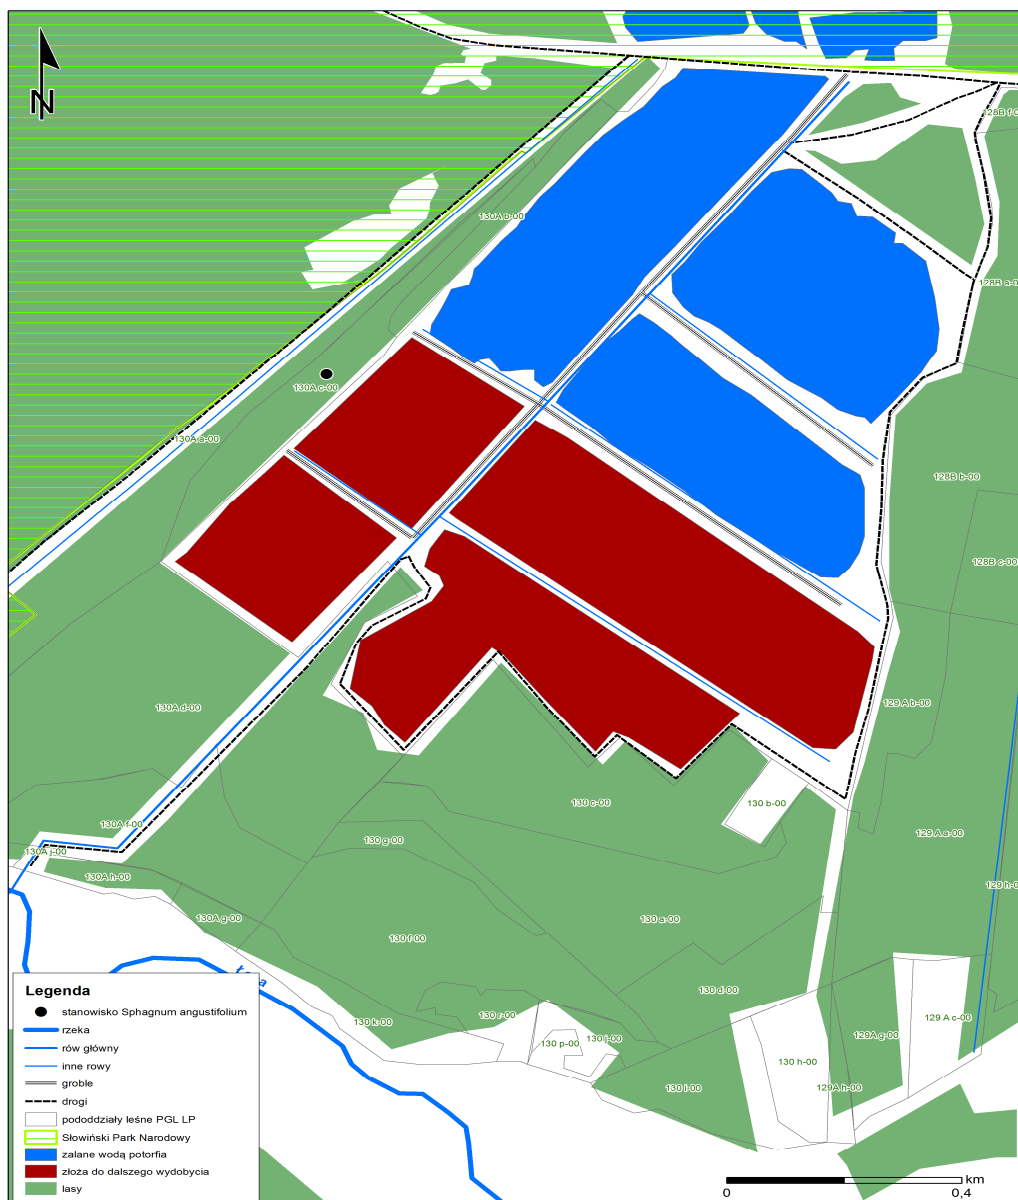 N
128B f-0
130A b-00
128B a-0
130A c-00
130A a-00
128B b-00
128B c-00
129 A b-00
130A d-00
130 c-00
130 b-00
130A f-00
129 A a-00
130 g-00
130A j-00
130A h-00
129 h-0
130A g-00
130 a-00
130 f-00
130 d-00
130 r-00
130 k-00
129 A c-00
129A g-00
130 j-00
130 p-00
130 h-00
130 l-00
129A h-00
Legenda
stanowisko Sphagnum angustifolium
rzeka
rów główny
inne rowy
groble
drogi
pododdziały leśne PGL LP
Słowiński Park Narodowy
zalane wodą potorfia
złoża do dalszego wydobycia
lasy
km
0
0,4